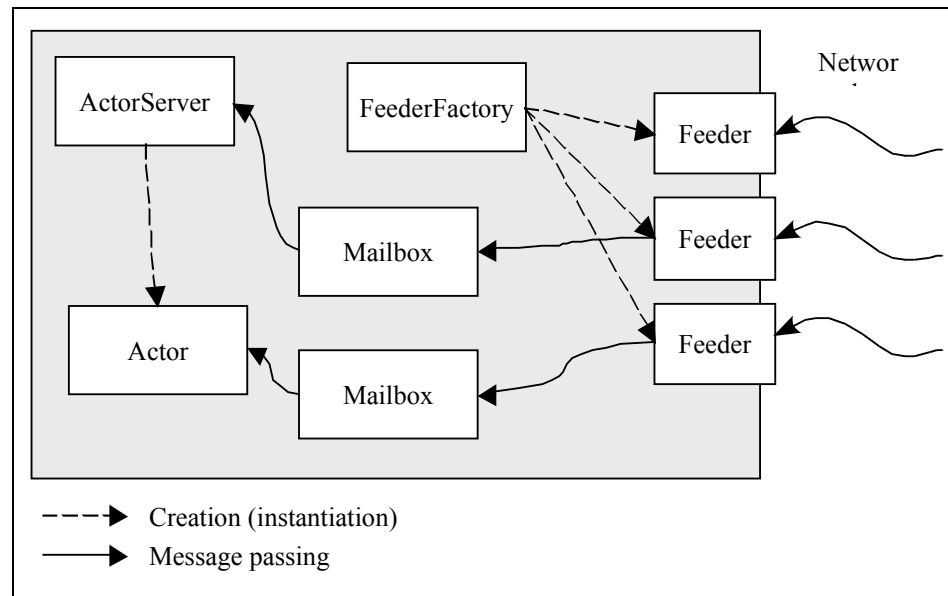 Networ
ActorServer
FeederFactory
Feeder
Mailbox
Feeder
Actor
Mailbox
Feeder
Creation (instantiation)
Message passing